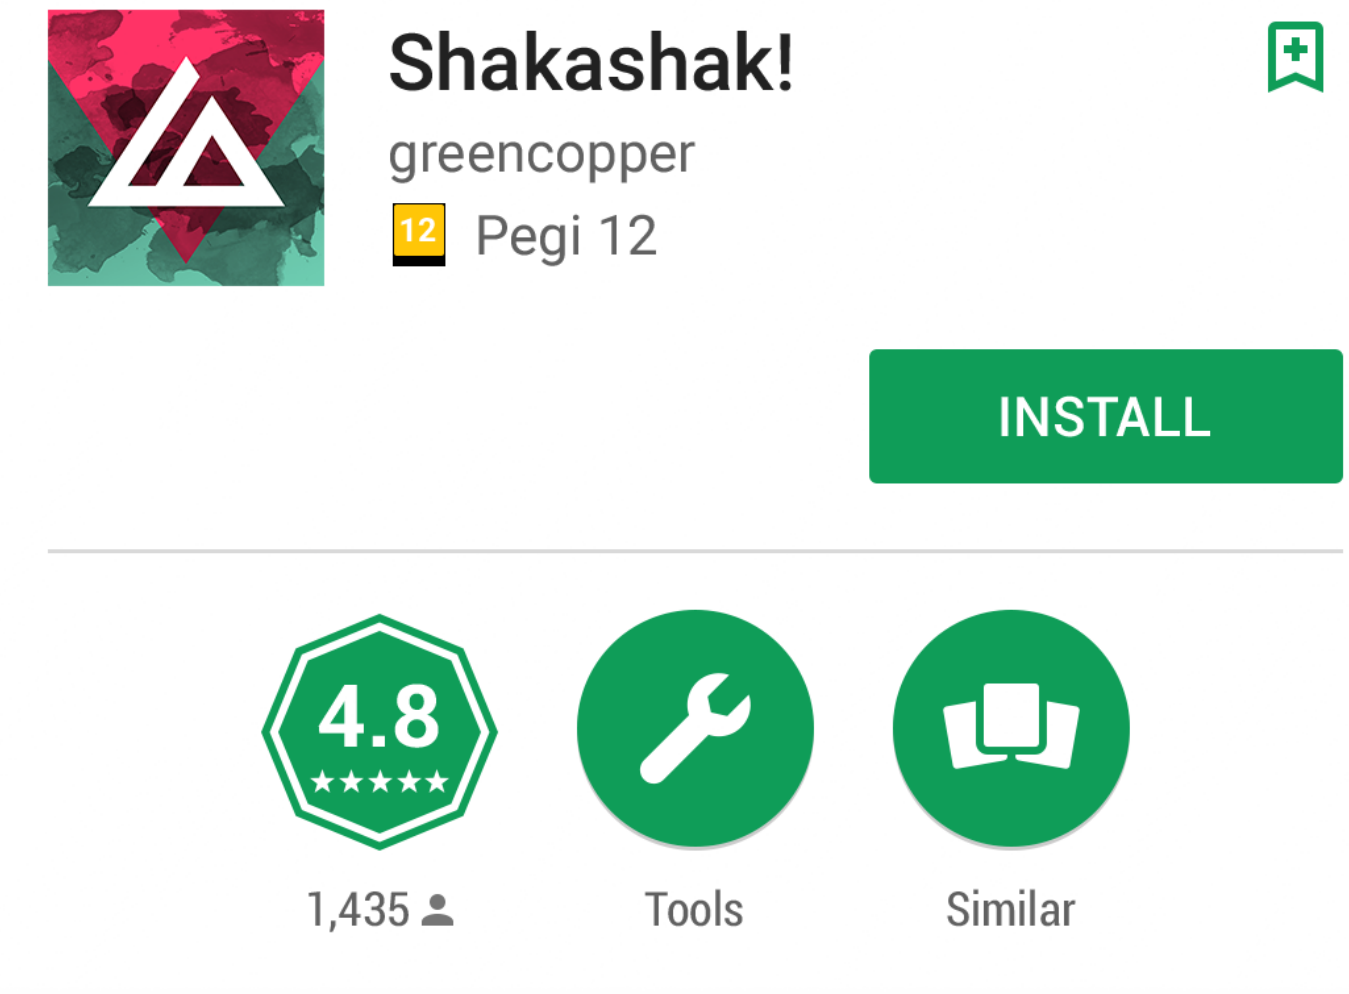 Shakashak!
greencopper
12 Pegi 12
INSTALL
4.8
1,435
Tools
Similar